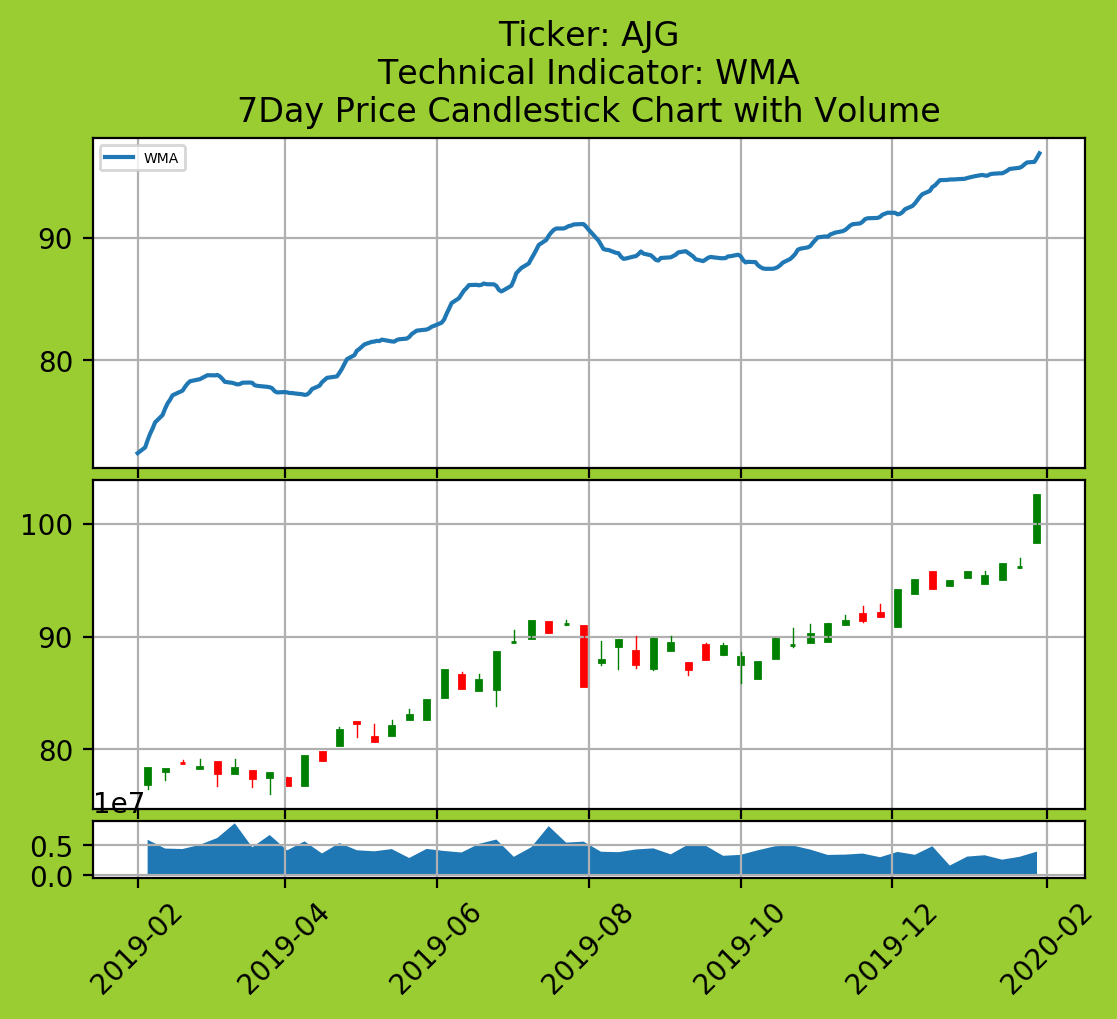 Ticker: AJG
Technical Indicator: WMA
7Day Price Candlestick Chart with Volume
WMA
90
80
100
90
80
1e7
0.5
0.0
2019-02
2019-04
2019-06
2019-08
2019-10
2019-12
2020-02